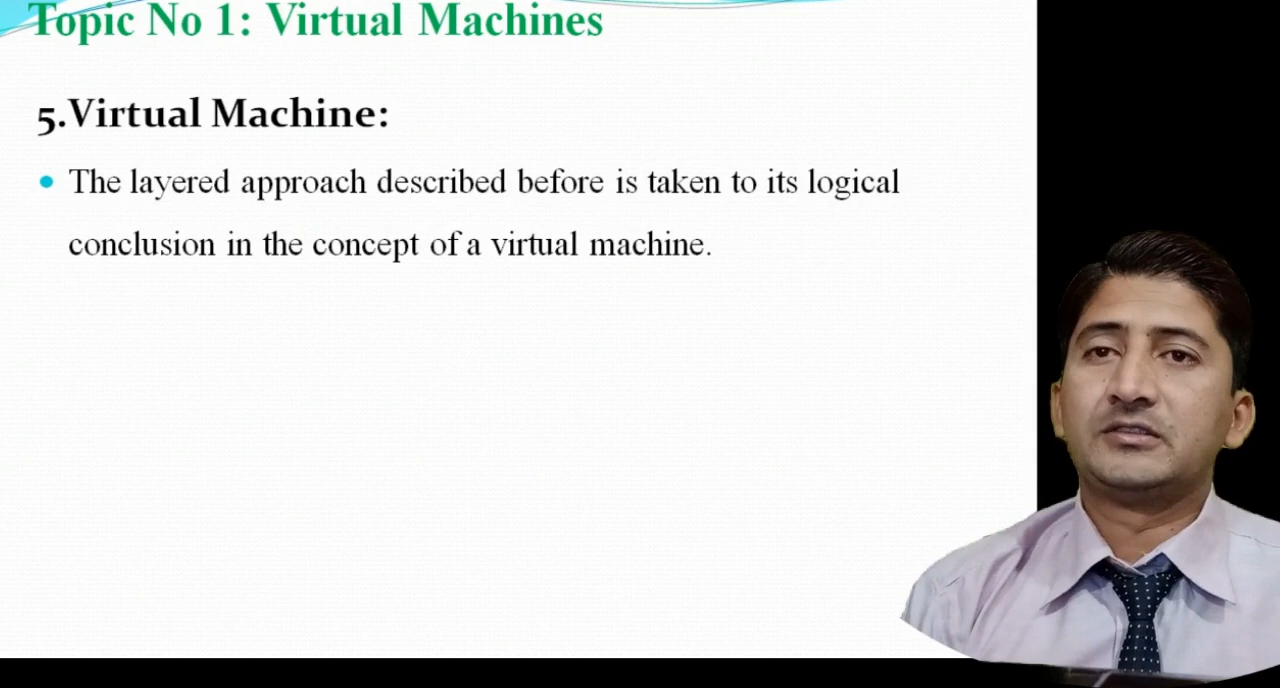 Topic No 1: Virtual Machines
5.Virtual Machine:
The layered approach described before is taken to its logical
conclusion in the concept of a virtual machine.